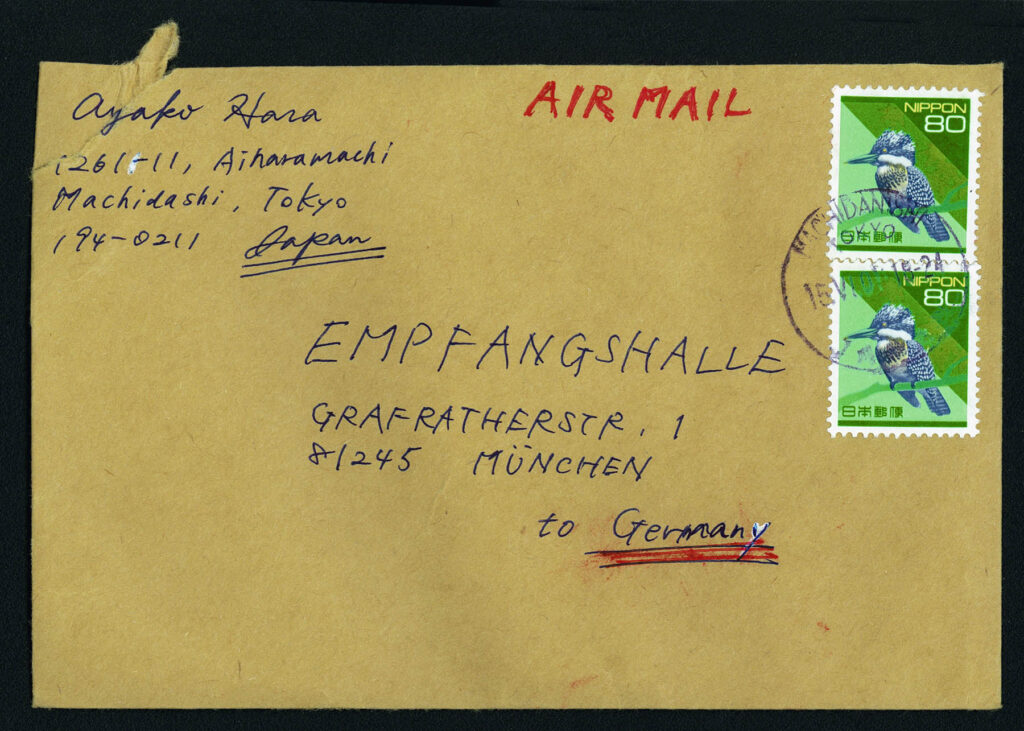 Ayako Hara
1261-11, Aiharamachi
Machidashi, Tokyo
194-0211 Japan
AIR MAIL
NIPPON
80
日本郵便
NIPPON
80
日本郵便
TOKYO
EMPFANGSHALLE
GRAFRATHERSTR. 1
81245 MÜNCHEN
to Germany